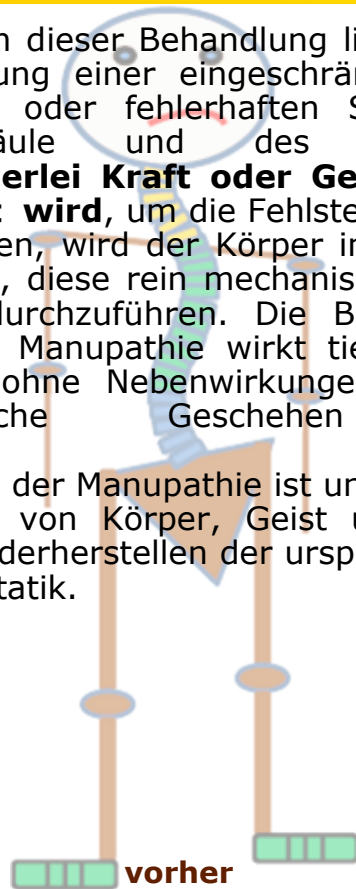 n dieser Behandlung li
ung einer eingeschrän
oder fehlerhaften S
äule und des
erlei Kraft oder Ge
t wird, um die Fehlste
en, wird der Körper in
, diese rein mechanis
durchzuführen. Die B
Manupathie wirkt tie
ohne Nebenwirkunge
che Geschehen
der Manupathie ist un
von Körper, Geist u
derherstellen der ursp
tatik.
vorher